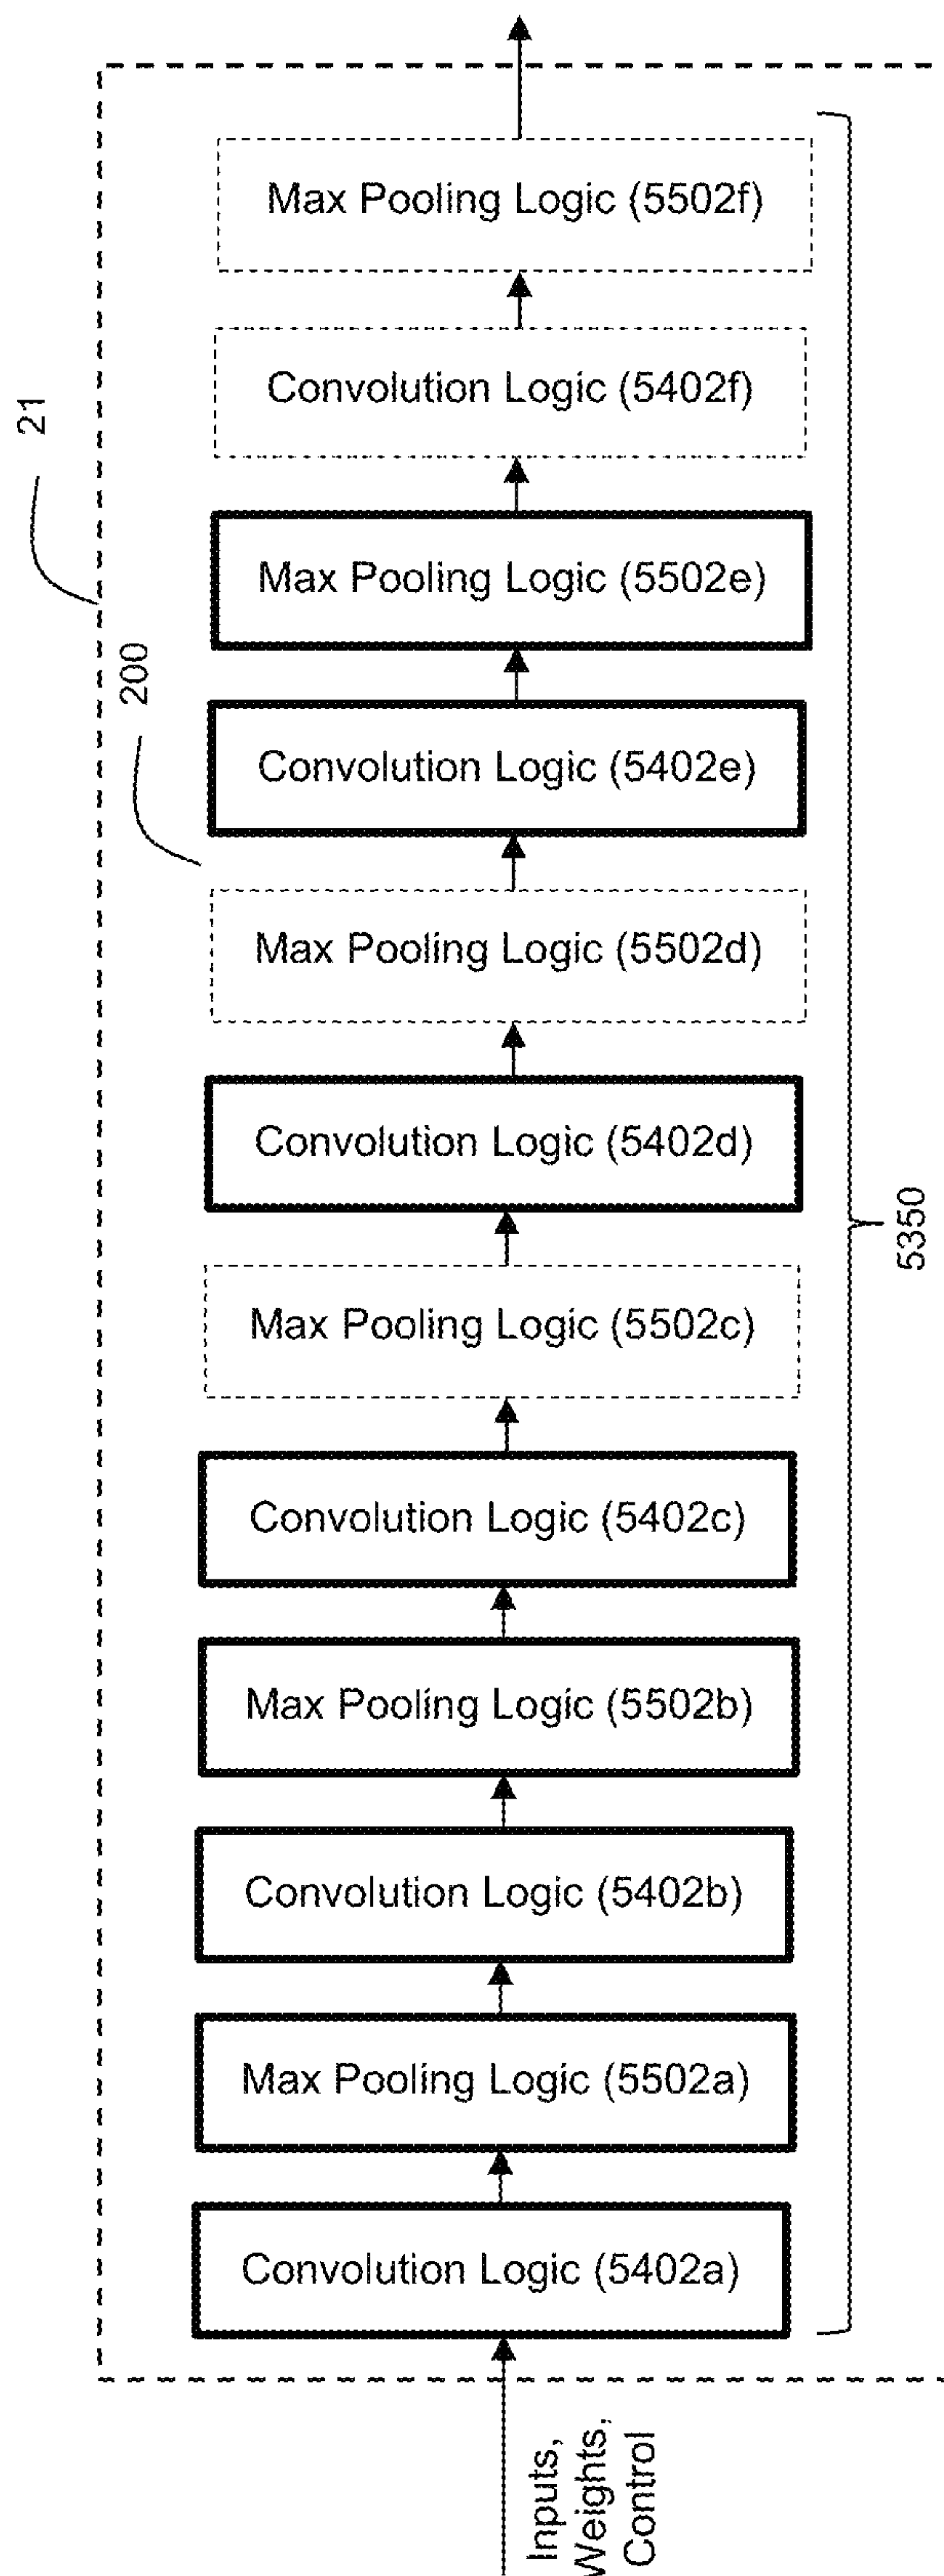 21
Max Pooling Logic (5502f)
Convolution Logic (5402f)
Max Pooling Logic (5502e)
200
Convolution Logic (5402e)
Max Pooling Logic (5502d)
Convolution Logic (5402d)
5350
Max Pooling Logic (5502c)
Convolution Logic (5402c)
Max Pooling Logic (5502b)
Convolution Logic (5402b)
Max Pooling Logic (5502a)
Convolution Logic (5402a)
Inputs,
Weights,
Control